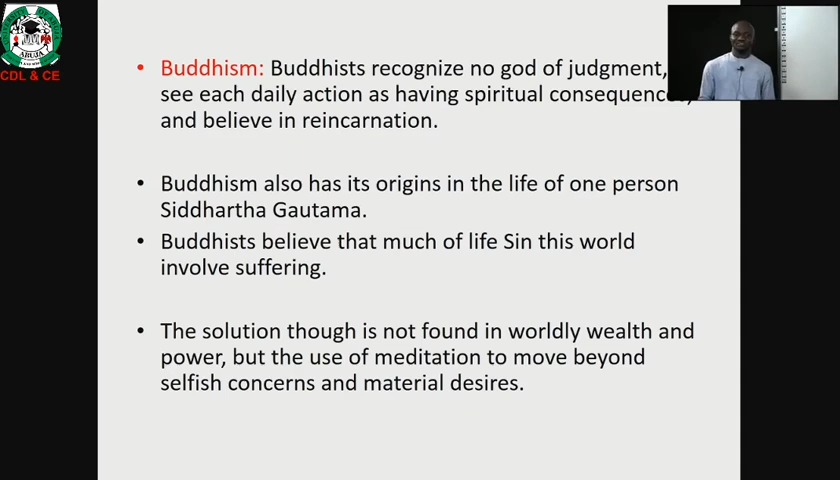 ABUJA
CDL & CE
• Buddhism: Buddhists recognize no god of judgment,
see each daily action as having spiritual consequences,
and believe in reincarnation.
• Buddhism also has its origins in the life of one person
Siddhartha Gautama.
• Buddhists believe that much of life Sin this world
involve suffering.
• The solution though is not found in worldly wealth and
power, but the use of meditation to move beyond
selfish concerns and material desires.